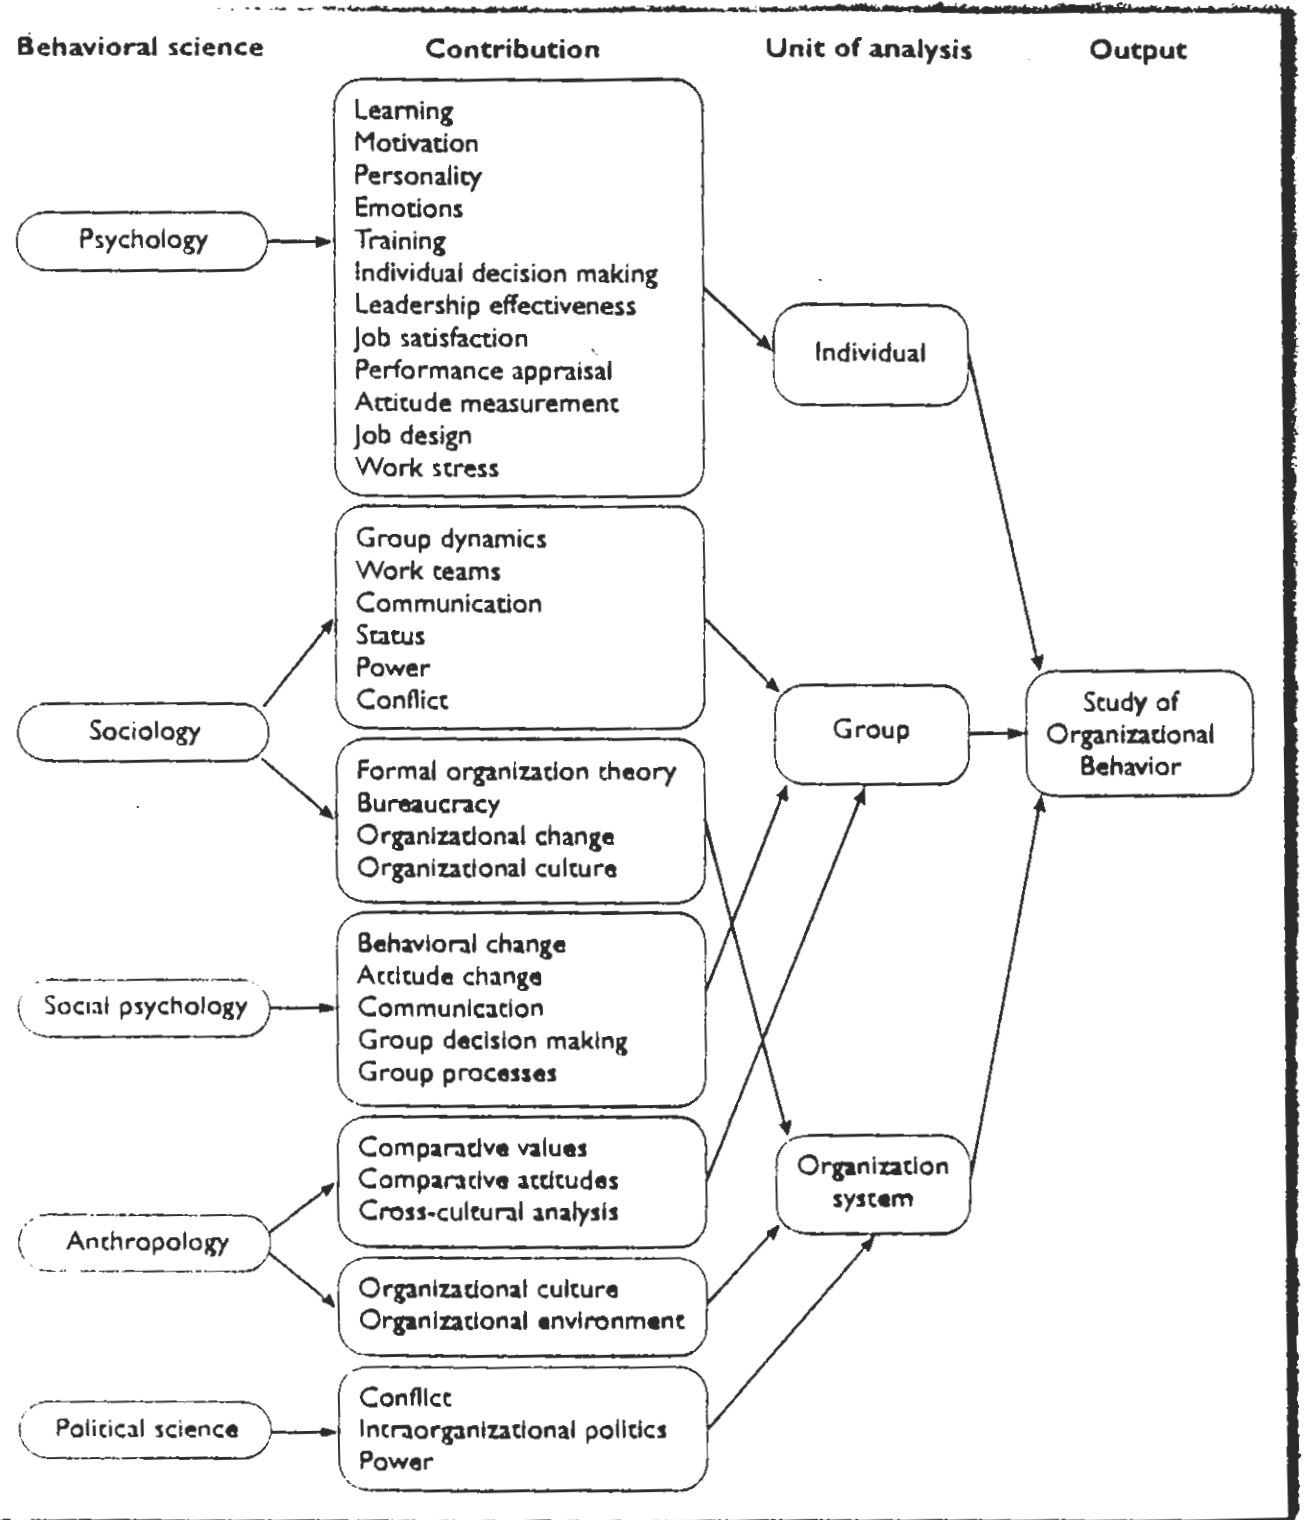 Behavioral science
Contribution
Unit of analysis
Output
Psychology
Learning
Motivation
Personality
Emotions
Training
Individual decision making
Leadership effectiveness
Job satisfaction
Performance appraisal
Attitude measurement
Job design
Work stress
Individual
Sociology
Group dynamics
Work teams
Communication
Status
Power
Conflict
Formal organization theory
Bureaucracy
Organizational change
Organizational culture
Group
Study of
Organizational
Behavior
Social psychology
Behavioral change
Attitude change
Communication
Group decision making
Group processes
Anthropology
Comparative values
Comparative attitudes
Cross-cultural analysis
Organizational culture
Organizational environment
Organization
system
Political science
Conflict
Intraorganizational politics
Power